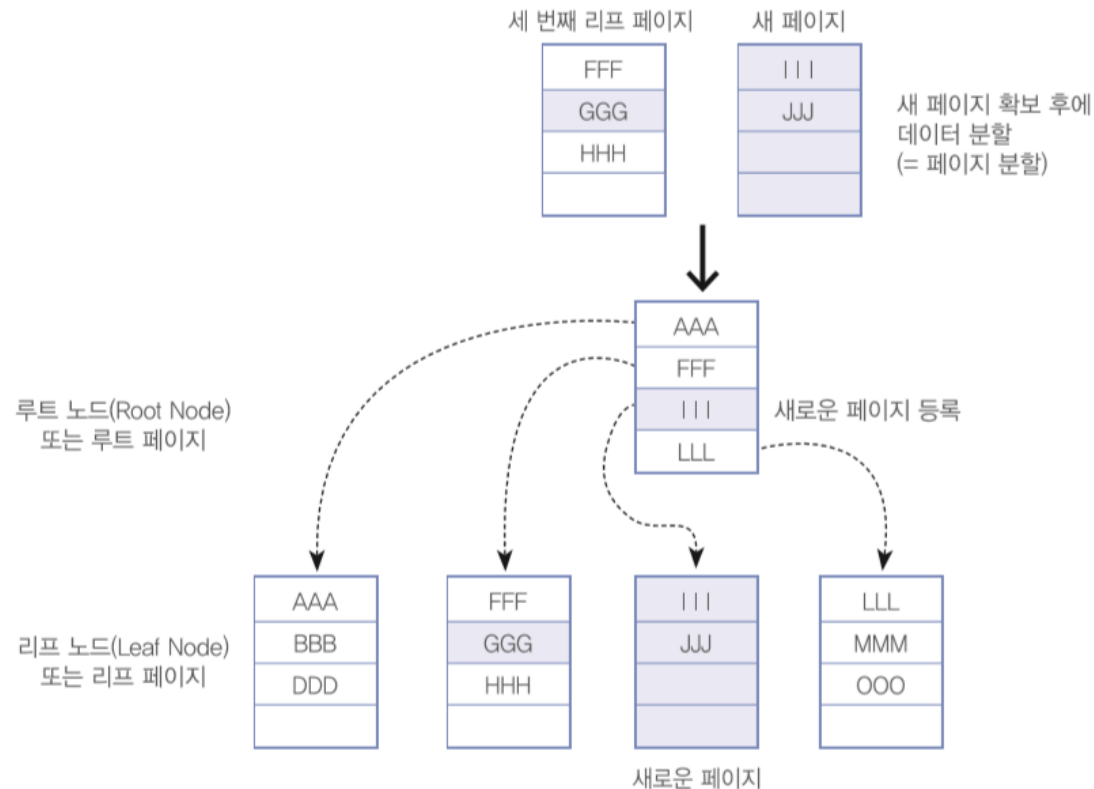 세 번째 리프 페이지
새 페이지
FFF
GGG
HHH
III
JJJ
새 페이지 확보 후에
데이터 분할
(= 페이지 분할)
AAA
FFF
III
LLL
루트 노드(Root Node)
또는 루트 페이지
새로운 페이지 등록
리프 노드(Leaf Node)
또는 리프 페이지
AAA
BBB
DDD
FFF
GGG
HHH
III
JJJ
LLL
MMM
OOO
새로운 페이지